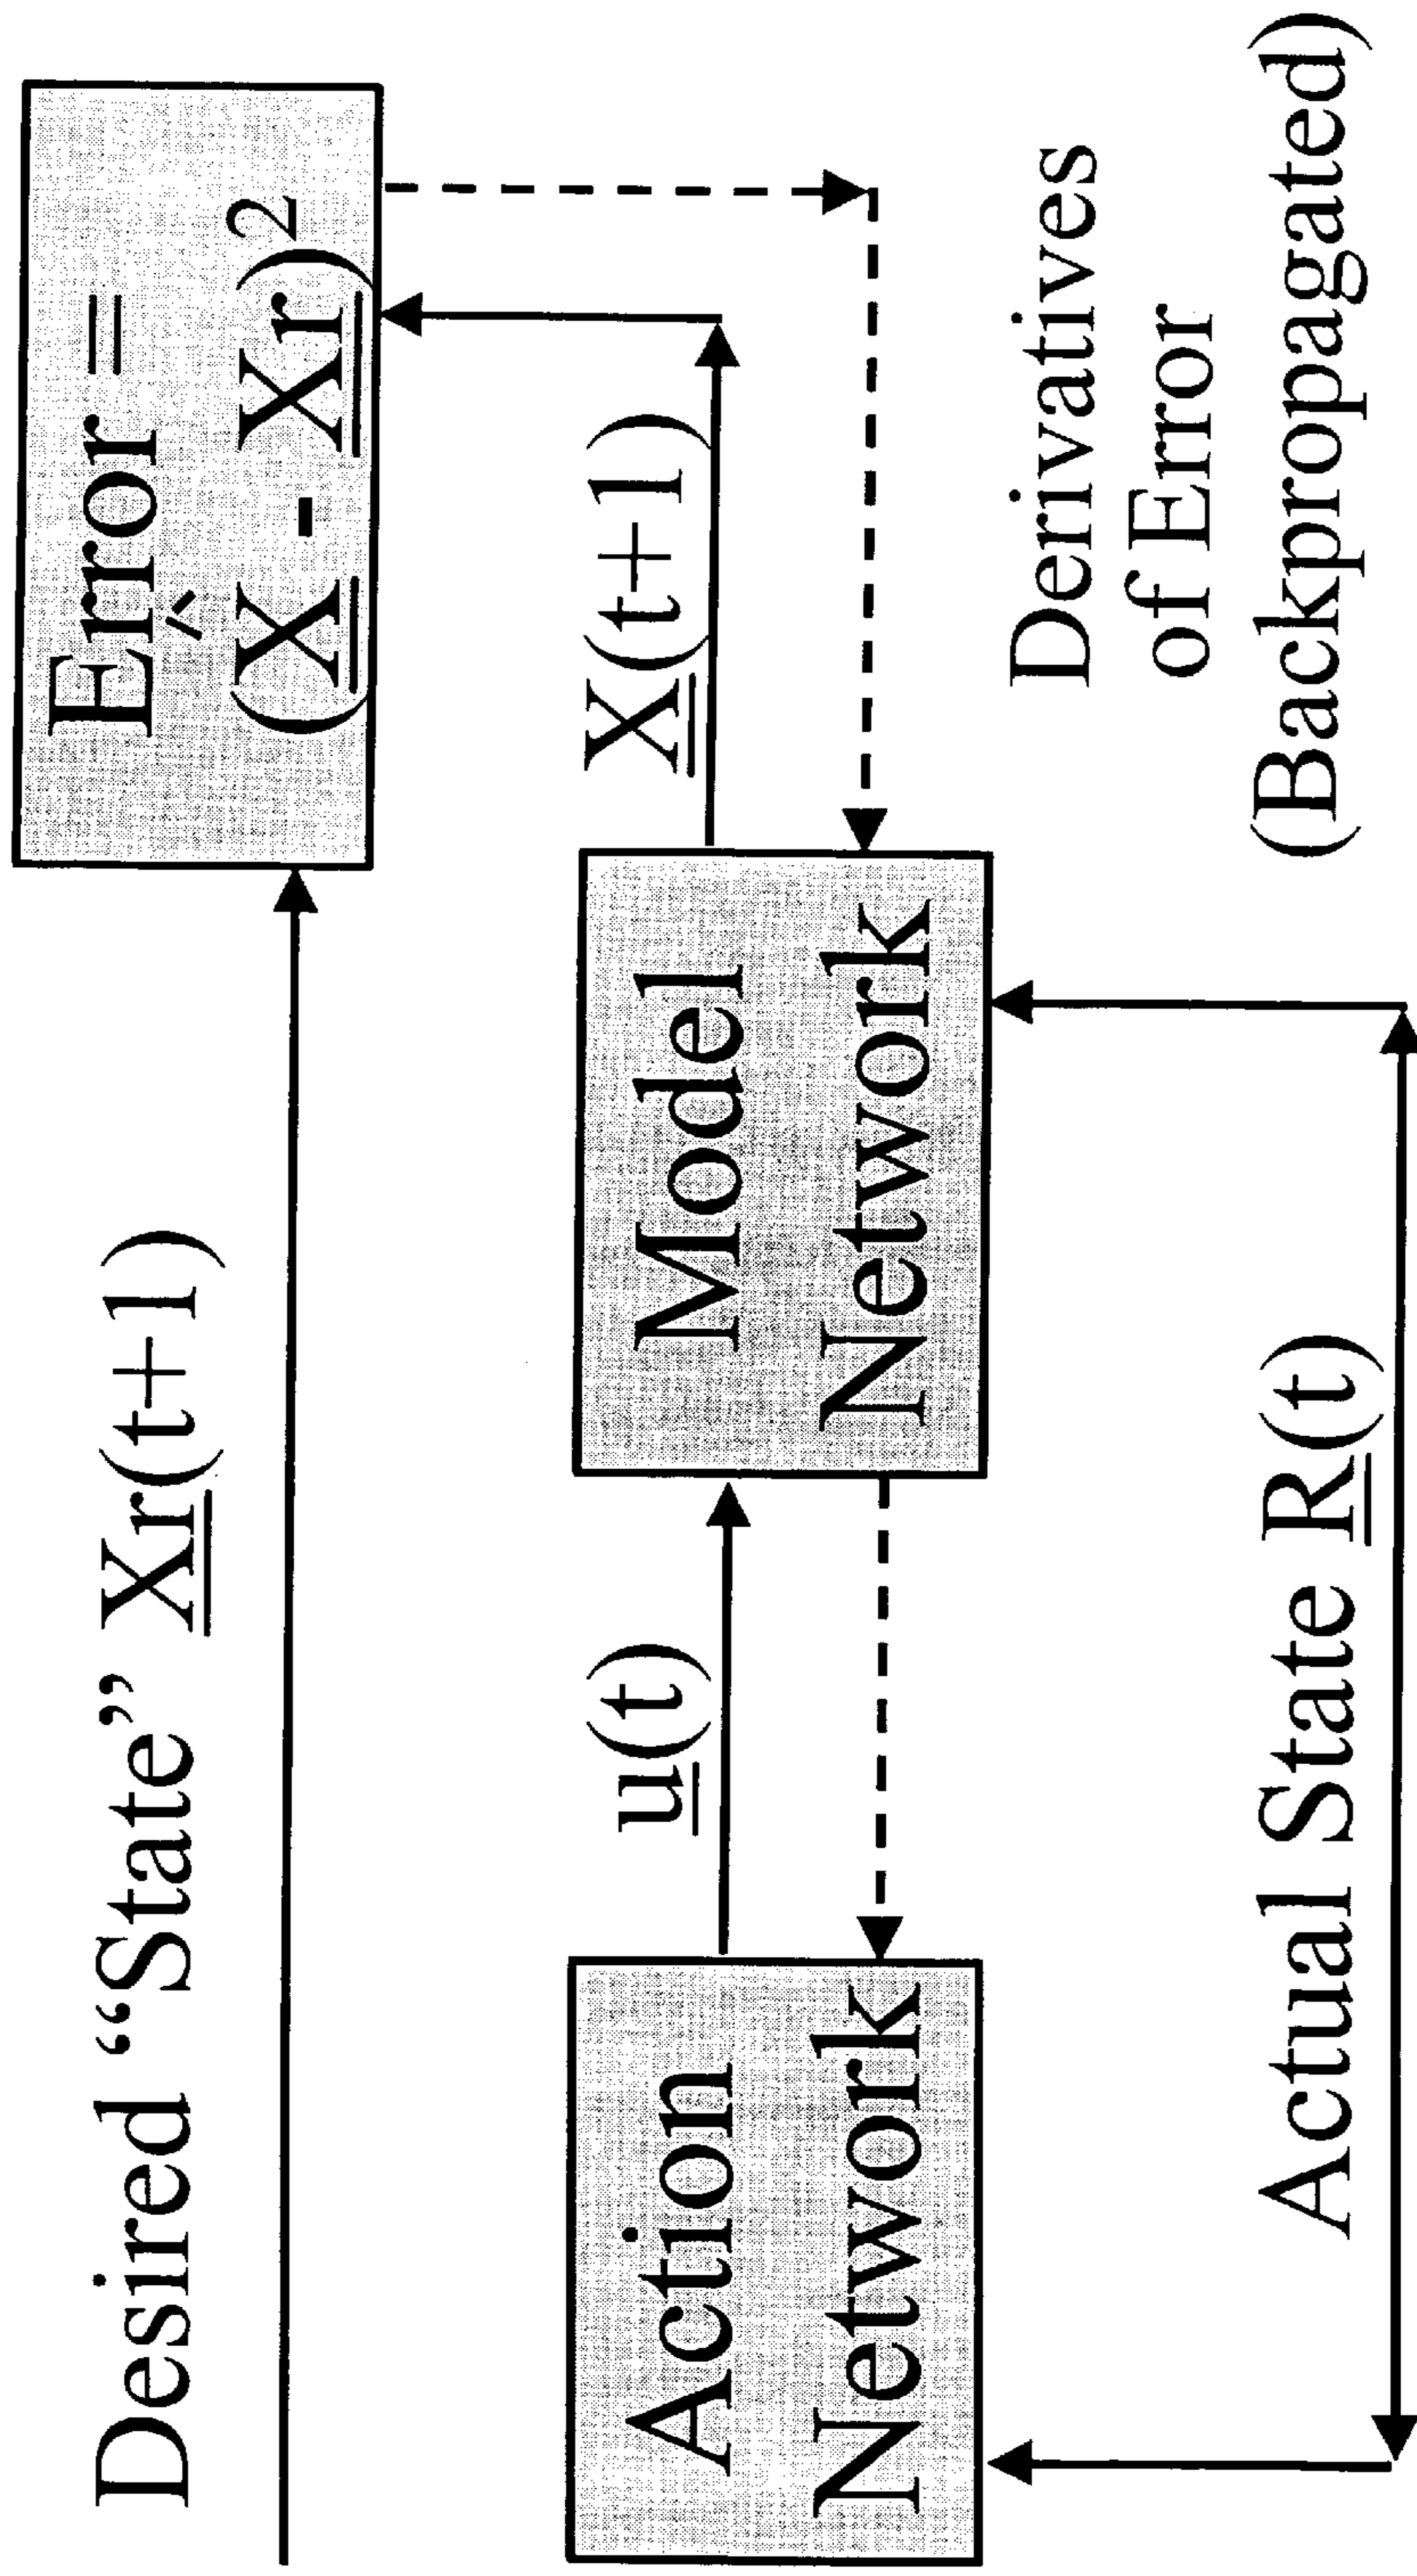 Desired “State” Xr(t+1)
Error =
(X̂ - Xr)²
u(t)
X(t+1)
Action
Network
Model
Network
Derivatives
of Error
(Backpropagated)
Actual State R(t)